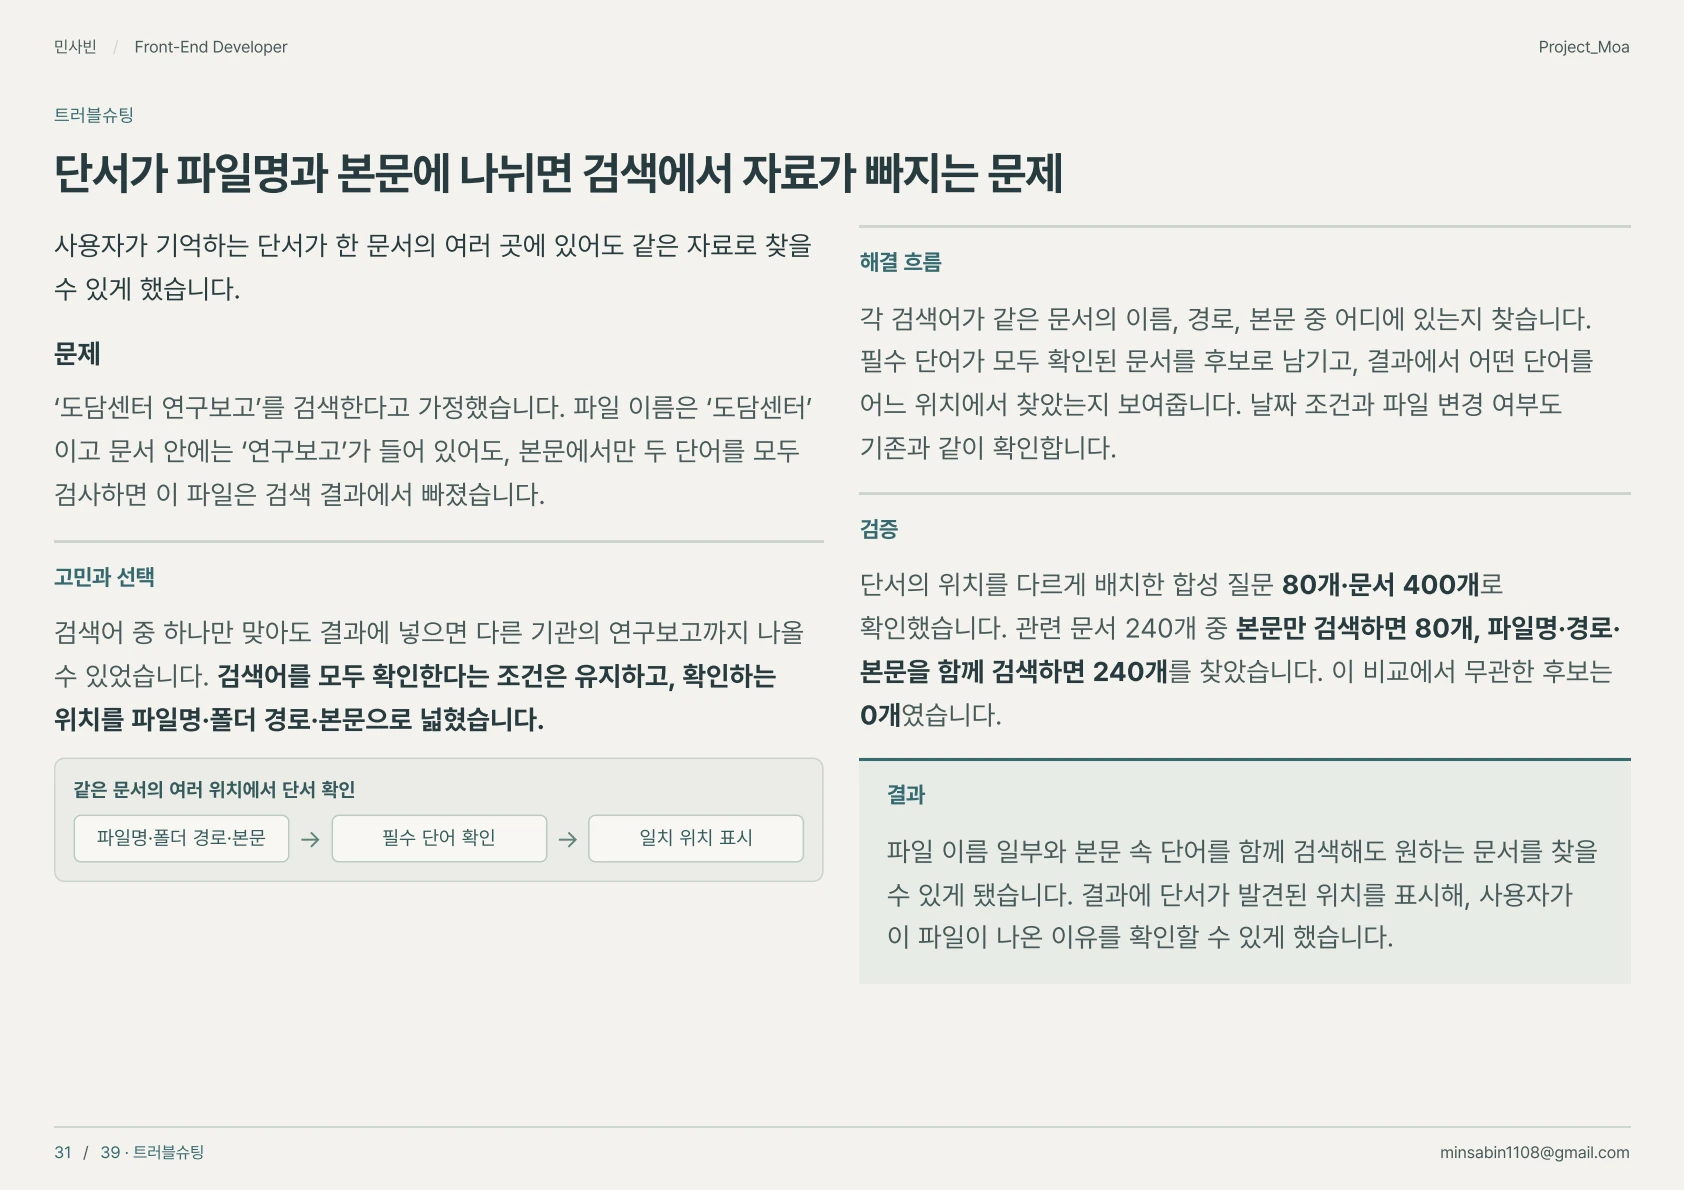 민사빈 / Front-End Developer
Project_Moa
트러블슈팅
단서가 파일명과 본문에 나뉘면 검색에서 자료가 빠지는 문제
사용자가 기억하는 단서가 한 문서의 여러 곳에 있어도 같은 자료로 찾을
수 있게 했습니다.
문제
‘도담센터 연구보고’를 검색한다고 가정했습니다. 파일 이름은 ‘도담센터’
이고 문서 안에는 ‘연구보고’가 들어 있어도, 본문에서만 두 단어를 모두
검사하면 이 파일은 검색 결과에서 빠졌습니다.
고민과 선택
검색어 중 하나만 맞아도 결과에 넣으면 다른 기관의 연구보고까지 나올
수 있었습니다. 검색어를 모두 확인한다는 조건은 유지하고, 확인하는
위치를 파일명·폴더 경로·본문으로 넓혔습니다.
같은 문서의 여러 위치에서 단서 확인
파일명·폴더 경로·본문 → 필수 단어 확인 → 일치 위치 표시
해결 흐름
각 검색어가 같은 문서의 이름, 경로, 본문 중 어디에 있는지 찾습니다.
필수 단어가 모두 확인된 문서를 후보로 남기고, 결과에서 어떤 단어를
어느 위치에서 찾았는지 보여줍니다. 날짜 조건과 파일 변경 여부도
기존과 같이 확인합니다.
검증
단서의 위치를 다르게 배치한 합성 질문 80개·문서 400개로
확인했습니다. 관련 문서 240개 중 본문만 검색하면 80개, 파일명·경로·
본문을 함께 검색하면 240개를 찾았습니다. 이 비교에서 무관한 후보는
0개였습니다.
결과
파일 이름 일부와 본문 속 단어를 함께 검색해도 원하는 문서를 찾을
수 있게 됐습니다. 결과에 단서가 발견된 위치를 표시해, 사용자가
이 파일이 나온 이유를 확인할 수 있게 했습니다.
31 / 39 · 트러블슈팅
minsabin1108@gmail.com